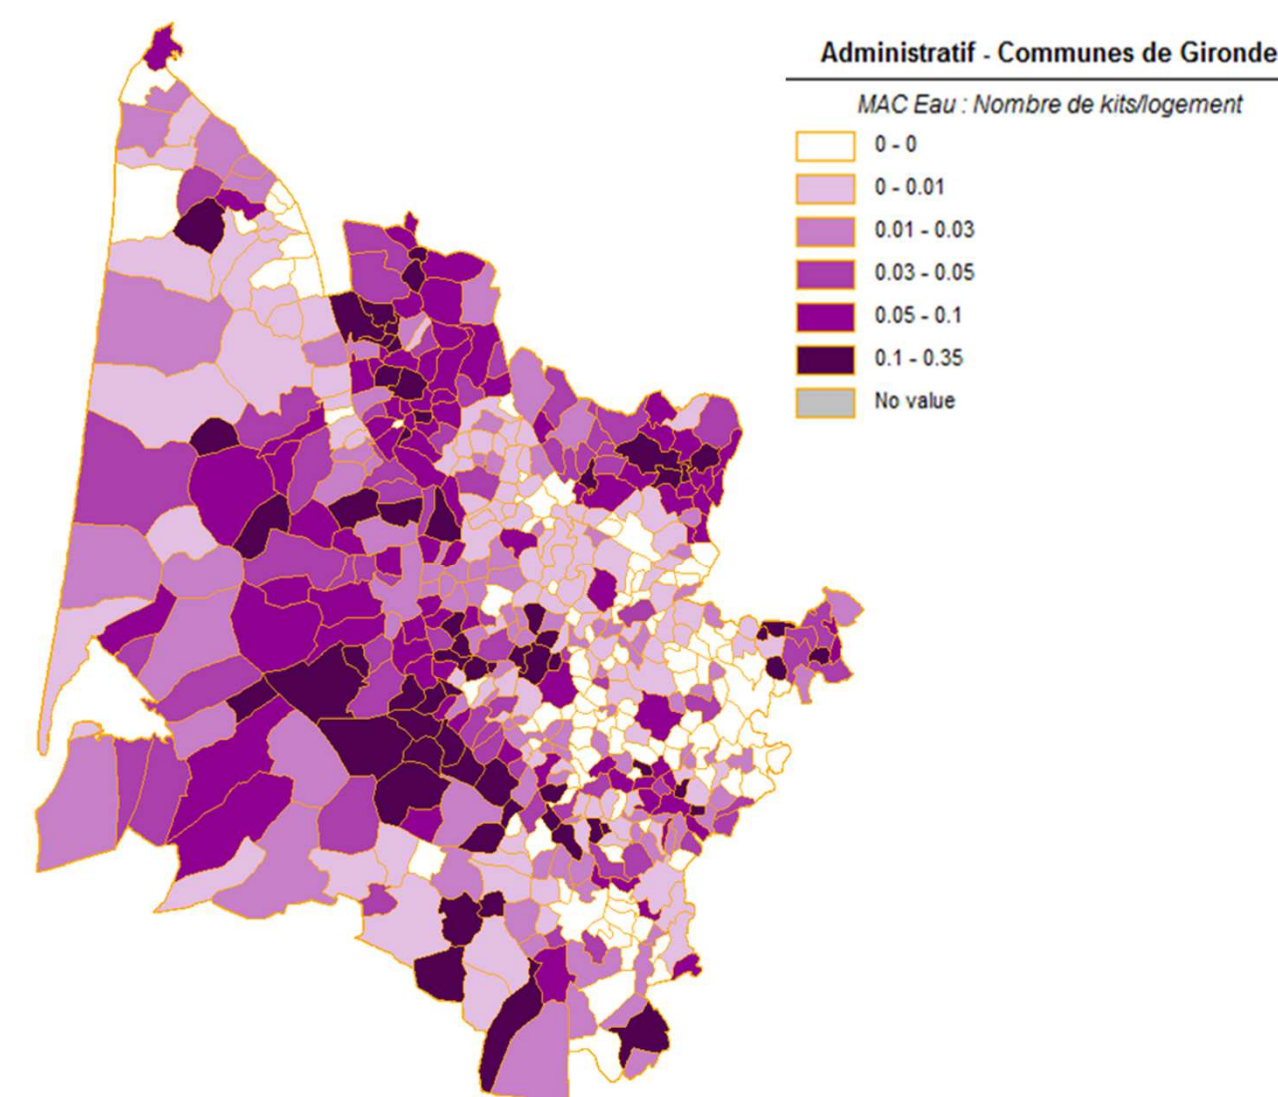 Administratif - Communes de Gironde
MAC Eau : Nombre de kits/logement
0 - 0
0 - 0.01
0.01 - 0.03
0.03 - 0.05
0.05 - 0.1
0.1 - 0.35
No value